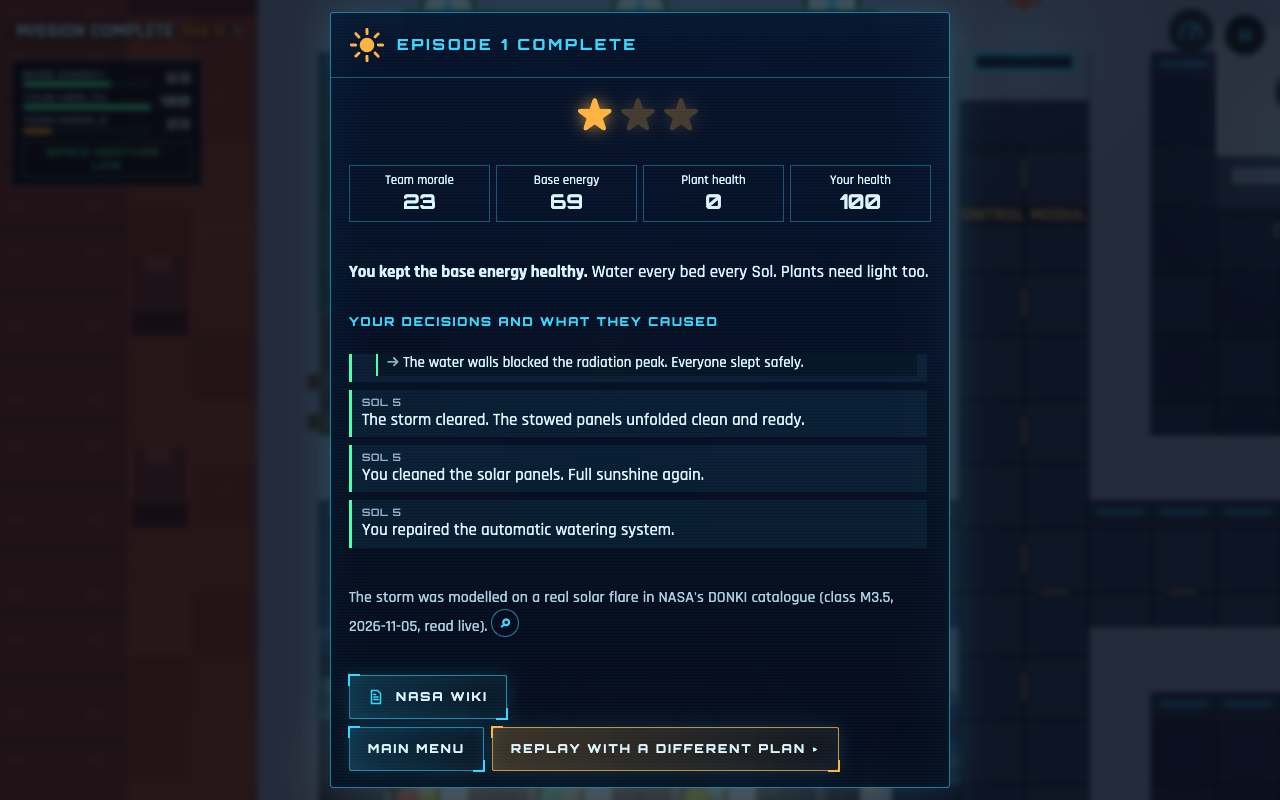 MISSION COMPLETE
EPISODE 1 COMPLETE
Team morale
23
Base energy
69
Plant health
0
Your health
100
You kept the base energy healthy. Water every bed every Sol. Plants need light too.
YOUR DECISIONS AND WHAT THEY CAUSED
→ The water walls blocked the radiation peak. Everyone slept safely.
SOL 5
The storm cleared. The stowed panels unfolded clean and ready.
SOL 5
You cleaned the solar panels. Full sunshine again.
SOL 5
You repaired the automatic watering system.
The storm was modelled on a real solar flare in NASA's DONKI catalogue (class M3.5,
2026-11-05, read live).
NASA WIKI
MAIN MENU
REPLAY WITH A DIFFERENT PLAN ▸